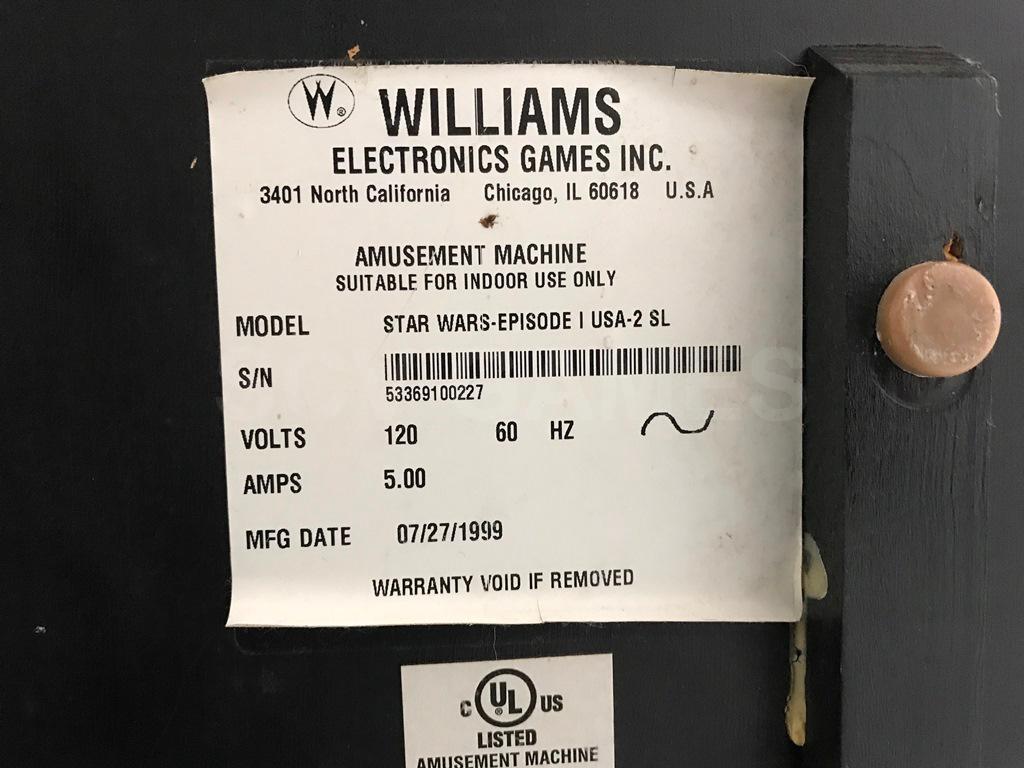 W®
WILLIAMS
ELECTRONICS GAMES INC.
3401 North California Chicago, IL 60618 U.S.A
AMUSEMENT MACHINE
SUITABLE FOR INDOOR USE ONLY
MODEL STAR WARS-EPISODE I USA-2 SL
S/N
53369100227
VOLTS 120 60 HZ
AMPS 5.00
MFG DATE 07/27/1999
WARRANTY VOID IF REMOVED
C UL® US
LISTED
AMUSEMENT MACHINE